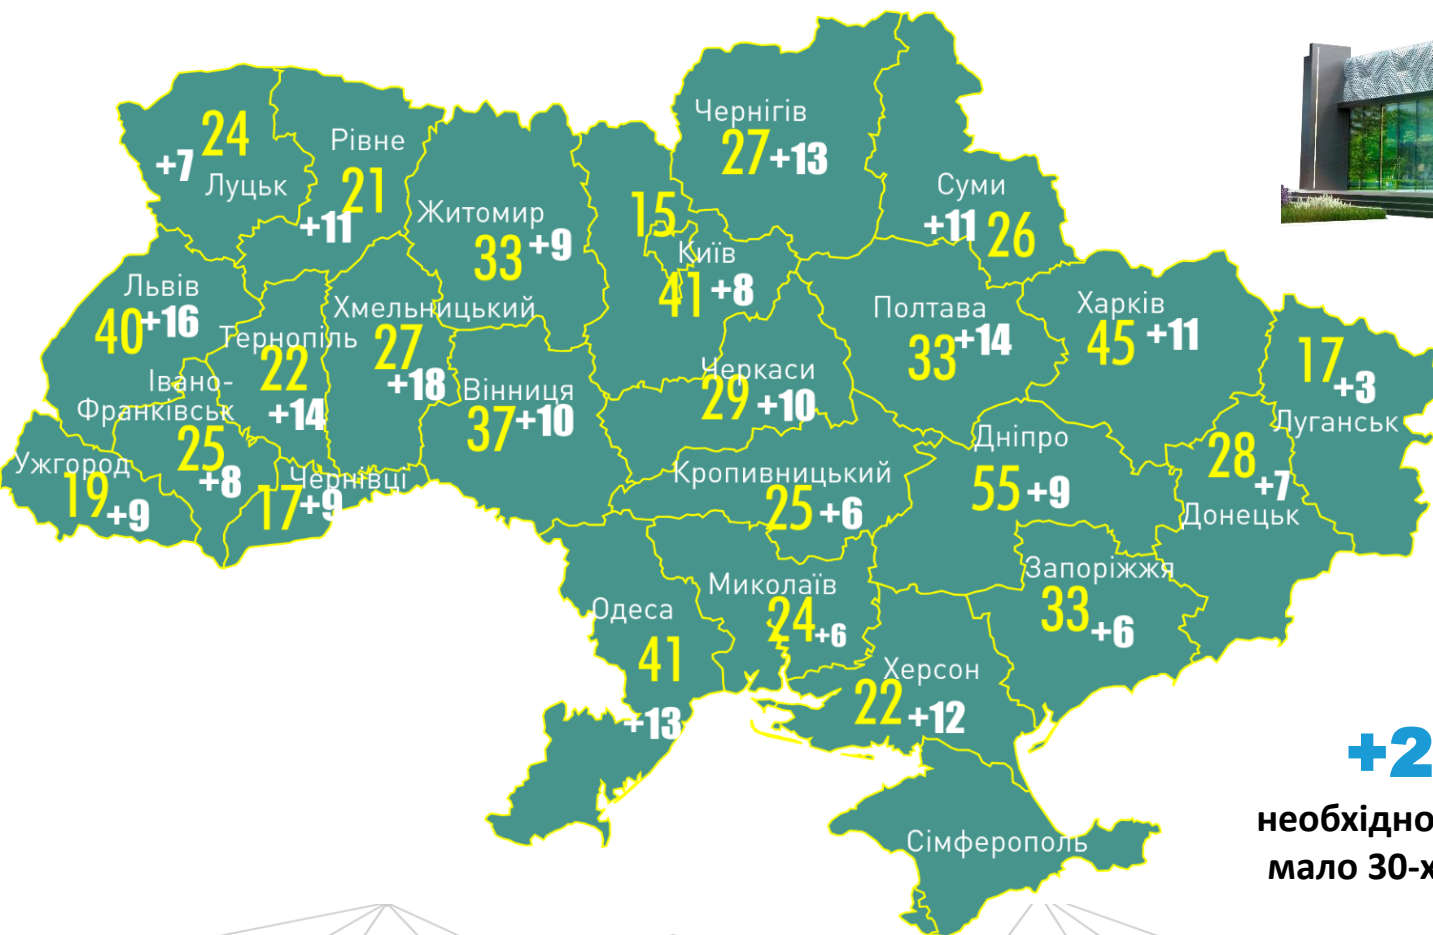 Чернігів
27 +13
24
+7
Луцьк
Рівне
21
+11
Житомир
33 +9
15
Київ
41 +8
Суми
+11 26
Львів
40 +16
Тернопіль
22
+14
Хмельницький
27
+18
Вінниця
37 +10
Черкаси
29 +10
Полтава
33 +14
Харків
45 +11
17
+3
Луганськ
Івано-
Франківськ
25
+8
Ужгород
19 +9
Чернівці
17 +9
Кропивницький
25 +6
Дніпро
55 +9
28
+7
Донецьк
Запоріжжя
33 +6
Миколаїв
24 +6
Одеса
41
+13
Херсон
22 +12
Сімферополь
+2
необхідно
мало 30-х